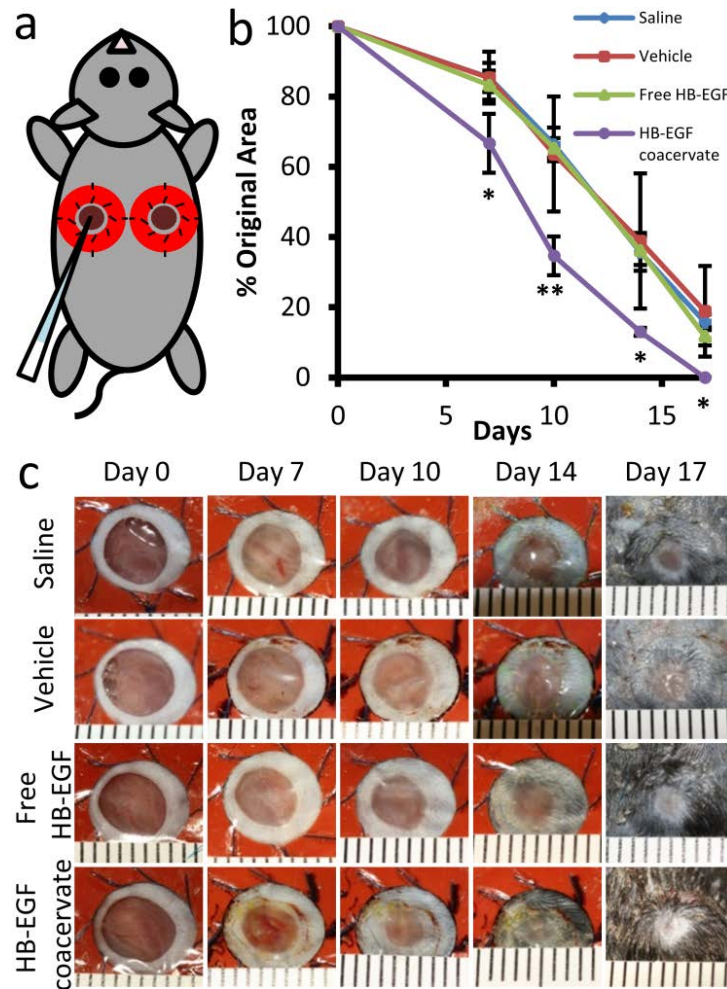 a
b
% Original Area
100
80
60
40
20
0
0
5
10
15
Days
Saline
Vehicle
Free HB-EGF
HB-EGF
coacervate
*
**
*
*
c
Day 0
Day 7
Day 10
Day 14
Day 17
Saline
Vehicle
Free
HB-EGF
HB-EGF
coacervate